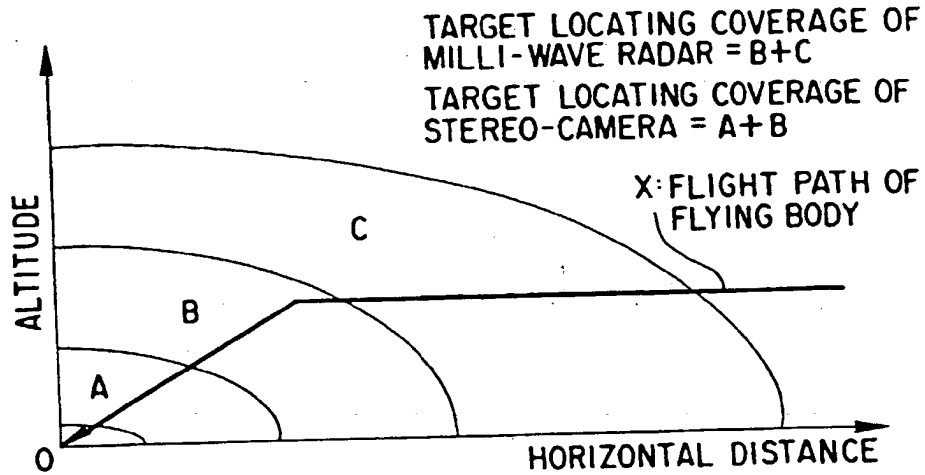 TARGET LOCATING COVERAGE OF
MILLI-WAVE RADAR = B+C
TARGET LOCATING COVERAGE OF
STEREO-CAMERA = A+B
X: FLIGHT PATH OF
FLYING BODY
ALTITUDE
C
B
A
O
HORIZONTAL DISTANCE